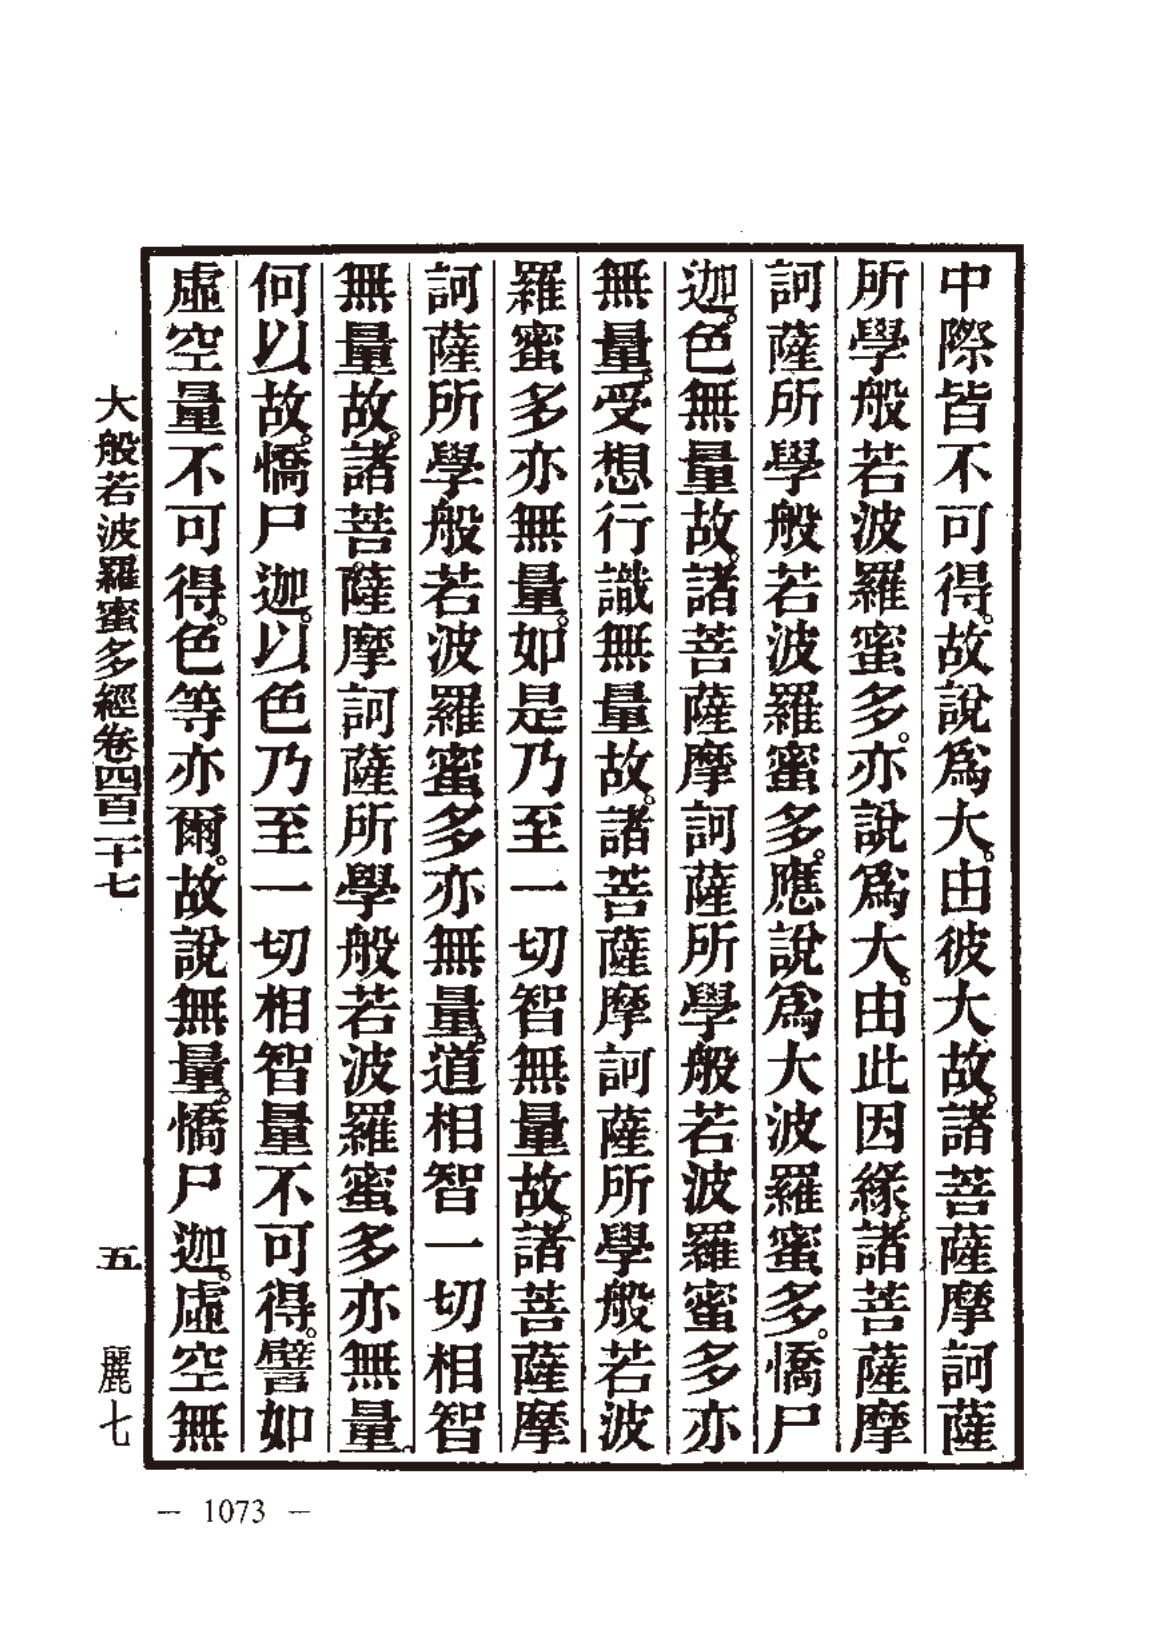 中際皆不可得。故說爲大。由彼大故。諸菩薩摩訶薩
所學般若波羅蜜多。亦說爲大。由此因緣。諸菩薩摩
訶薩所學般若波羅蜜多。應說爲大波羅蜜多。憍尸
迦。色無量故。諸菩薩摩訶薩所學般若波羅蜜多亦
無量。受想行識無量故。諸菩薩摩訶薩所學般若波
羅蜜多亦無量。如是乃至一切智無量故。諸菩薩摩
訶薩所學般若波羅蜜多亦無量。道相智一切相智
無量故。諸菩薩摩訶薩所學般若波羅蜜多亦無量。
何以故。憍尸迦。以色乃至一切相智量不可得。譬如
虛空量不可得。色等亦爾。故說無量。憍尸迦。虛空無
大般若波羅蜜多經卷四百二十七 五 麗七
— 1073 —